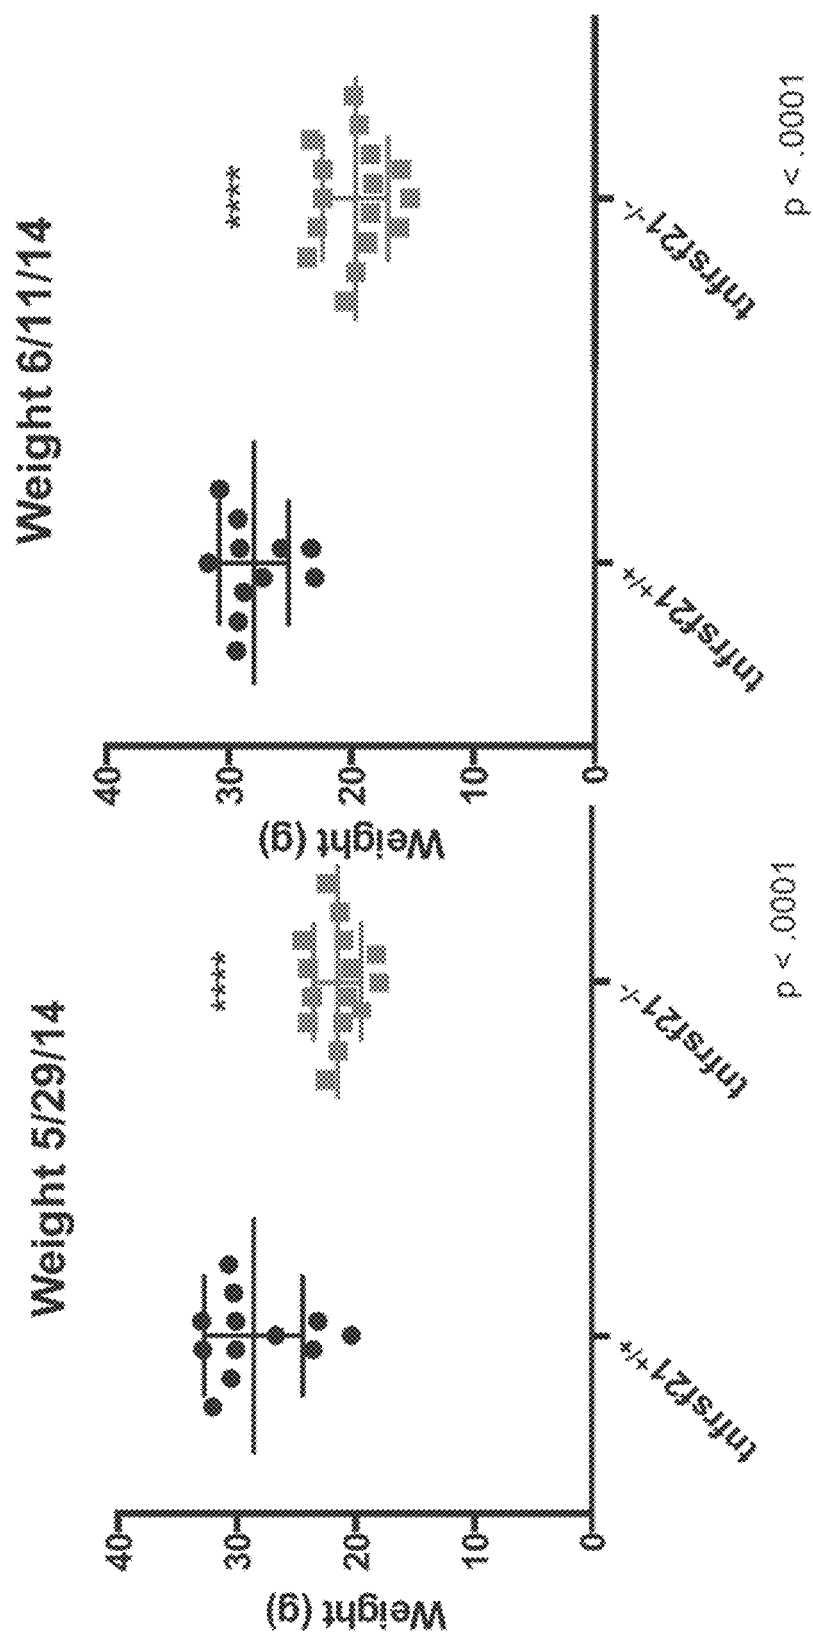 Weight 5/29/14
Weight (g)
40
30
20
10
0
****
tnfrsf21+/+
tnfrsf21-/-
p < .0001
Weight 6/11/14
Weight (g)
40
30
20
10
0
****
tnfrsf21+/+
tnfrsf21-/-
p < .0001